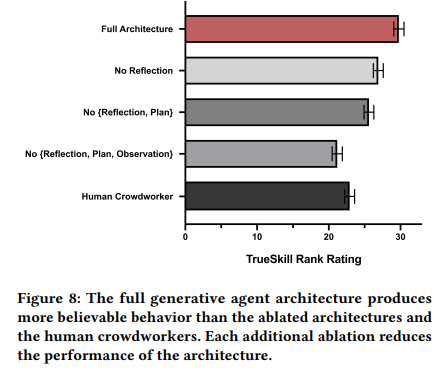 Full Architecture
No Reflection
No {Reflection, Plan}
No {Reflection, Plan, Observation}
Human Crowdworker
0 10 20 30
TrueSkill Rank Rating
Figure 8: The full generative agent architecture produces
more believable behavior than the ablated architectures and
the human crowdworkers. Each additional ablation reduces
the performance of the architecture.